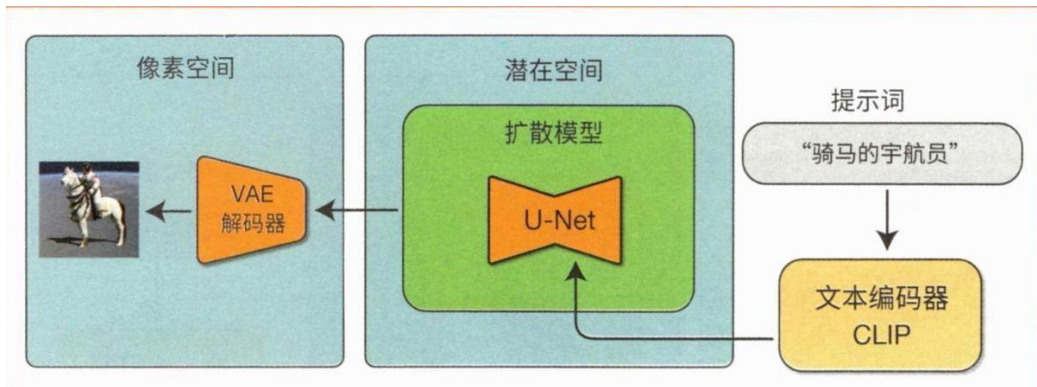 像素空间
潜在空间
提示词
扩散模型
“骑马的宇航员”
VAE
解码器
U-Net
文本编码器
CLIP